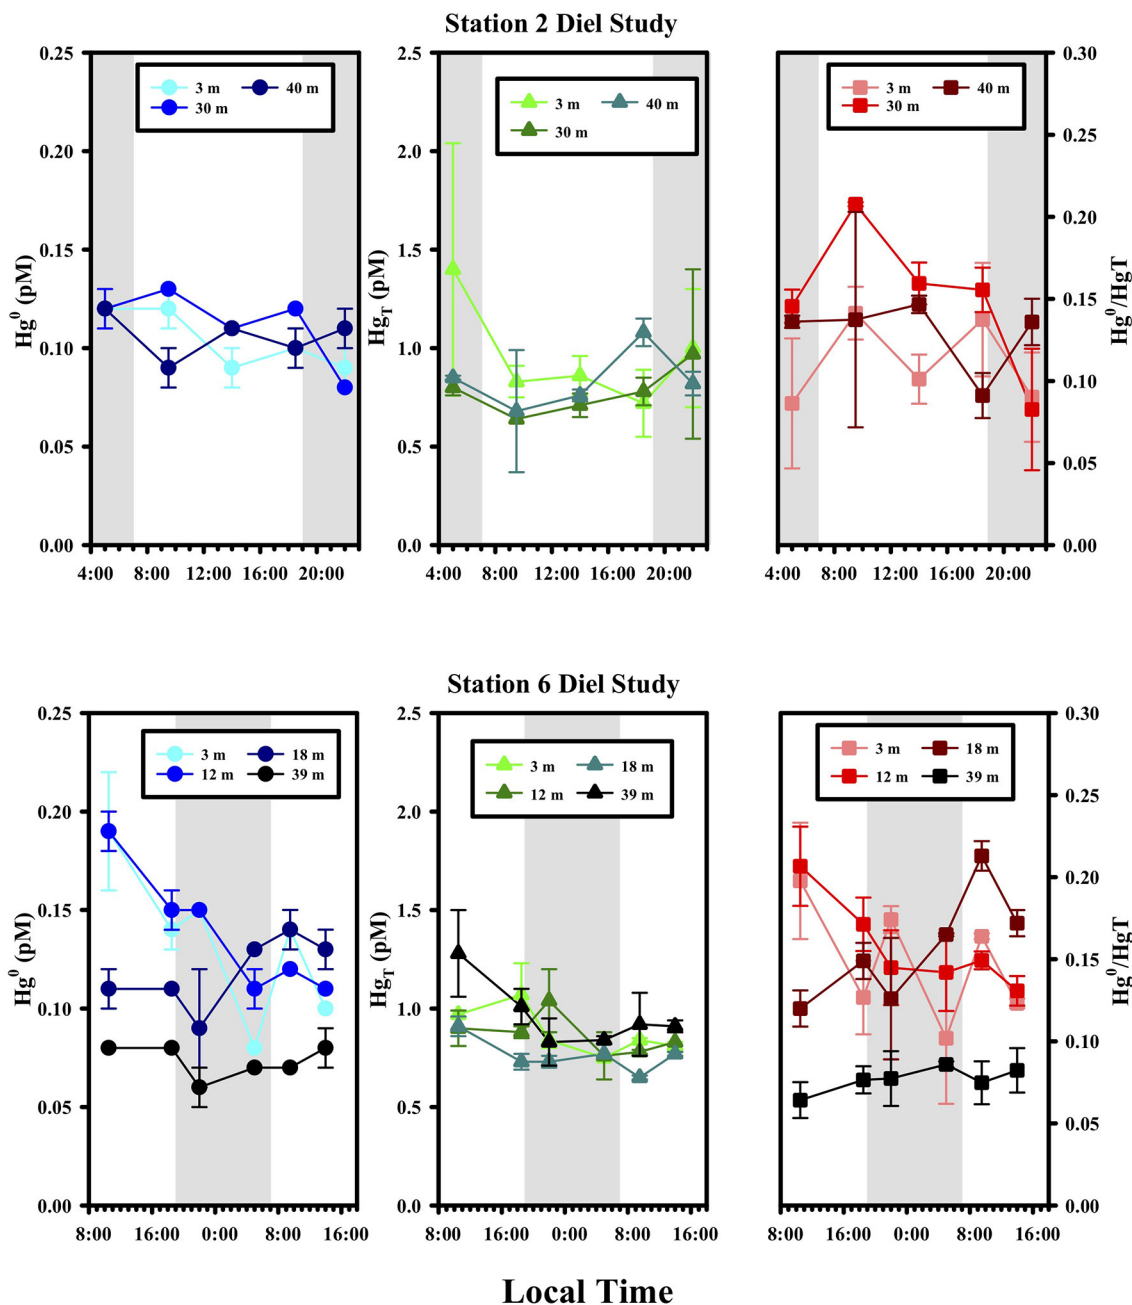 Station 2 Diel Study
0.25
0.20
0.15
0.10
0.05
0.00
Hg0 (pM)
3 m
40 m
30 m
4:00 8:00 12:00 16:00 20:00
2.5
2.0
1.5
1.0
0.5
0.0
HgT (pM)
3 m
40 m
30 m
4:00 8:00 12:00 16:00 20:00
3 m
40 m
30 m
0.30
0.25
0.20
0.15
0.10
0.05
0.00
Hg0/HgT
4:00 8:00 12:00 16:00 20:00
Station 6 Diel Study
0.25
0.20
0.15
0.10
0.05
0.00
Hg0 (pM)
3 m
18 m
12 m
39 m
8:00 16:00 0:00 8:00 16:00
2.5
2.0
1.5
1.0
0.5
0.0
HgT (pM)
3 m
18 m
12 m
39 m
8:00 16:00 0:00 8:00 16:00
3 m
18 m
12 m
39 m
0.30
0.25
0.20
0.15
0.10
0.05
0.00
Hg0/HgT
8:00 16:00 0:00 8:00 16:00
Local Time